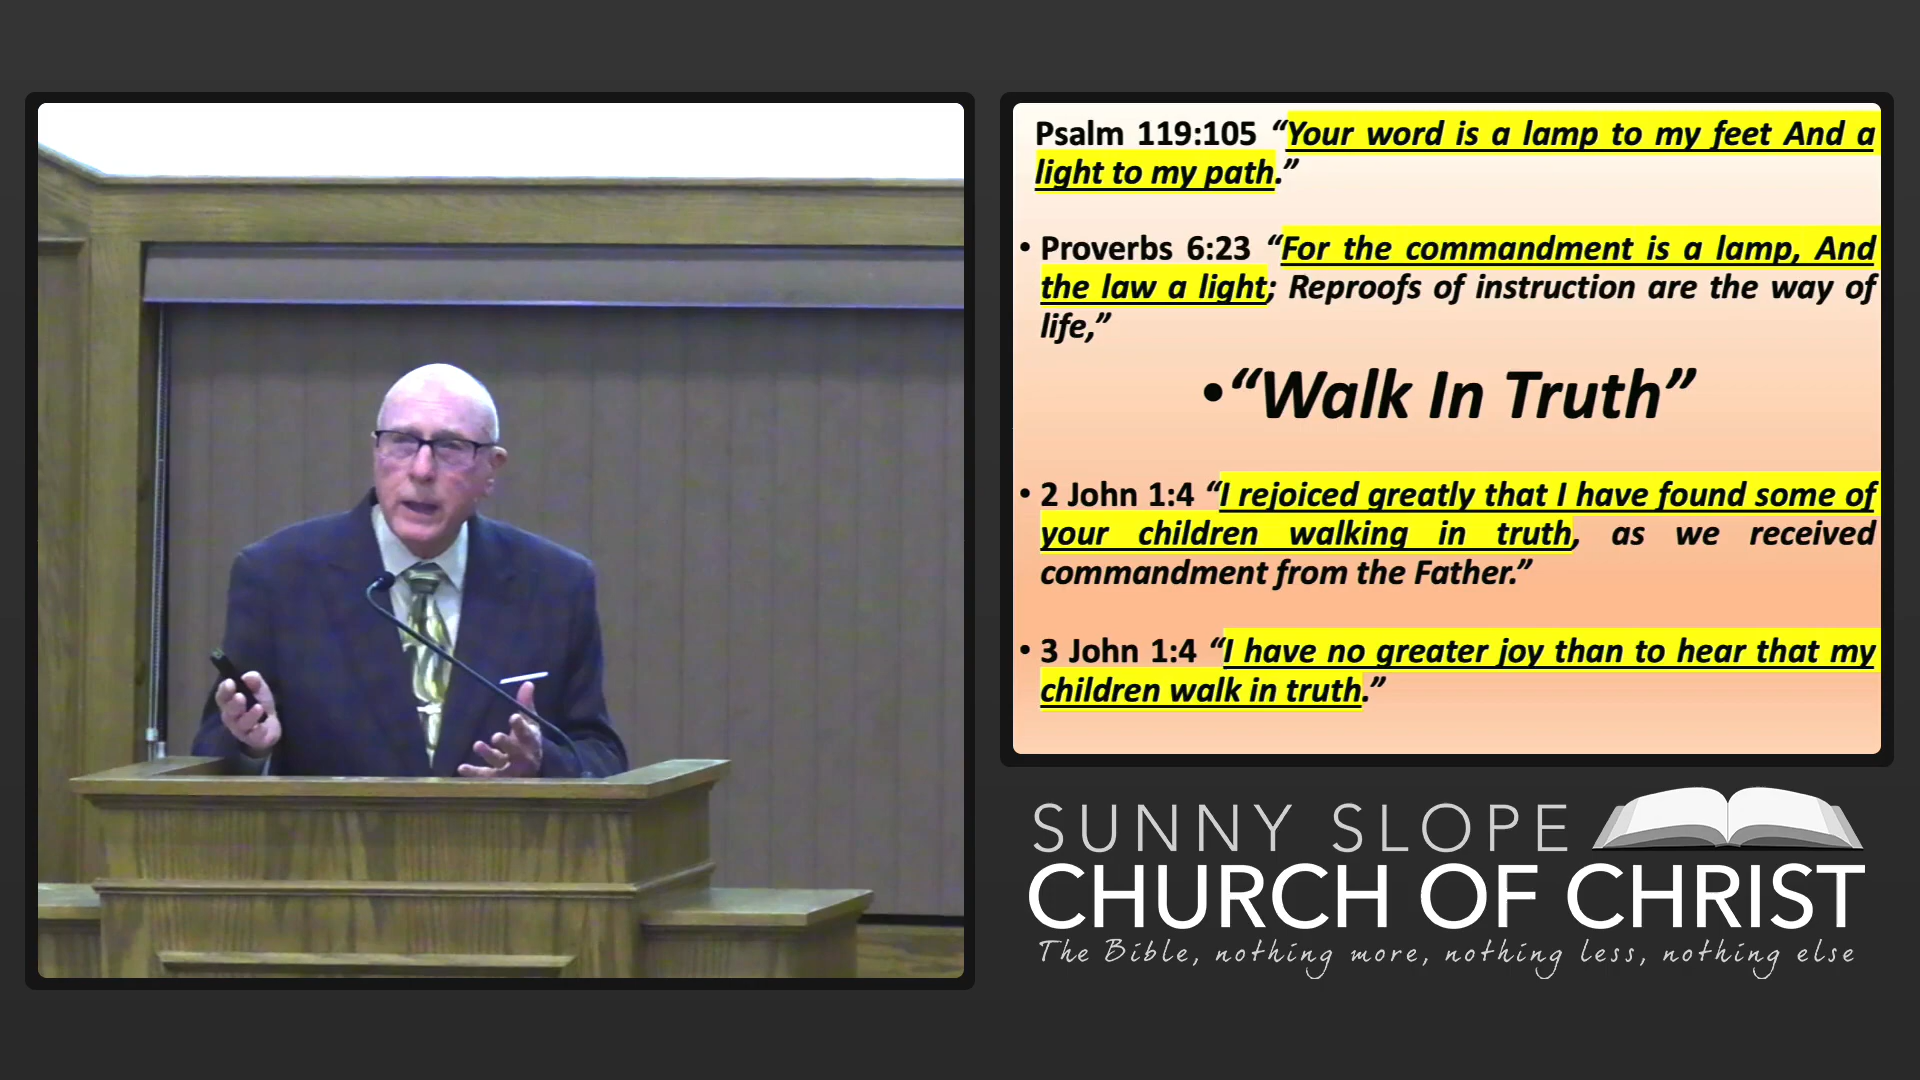 Psalm 119:105 “Your word is a lamp to my feet And a
light to my path.”
• Proverbs 6:23 “For the commandment is a lamp, And
the law a light; Reproofs of instruction are the way of
life,”
•“Walk In Truth”
• 2 John 1:4 “I rejoiced greatly that I have found some of
your children walking in truth, as we received
commandment from the Father.”
• 3 John 1:4 “I have no greater joy than to hear that my
children walk in truth.”
SUNNY SLOPE
CHURCH OF CHRIST
The Bible, nothing more, nothing less, nothing else